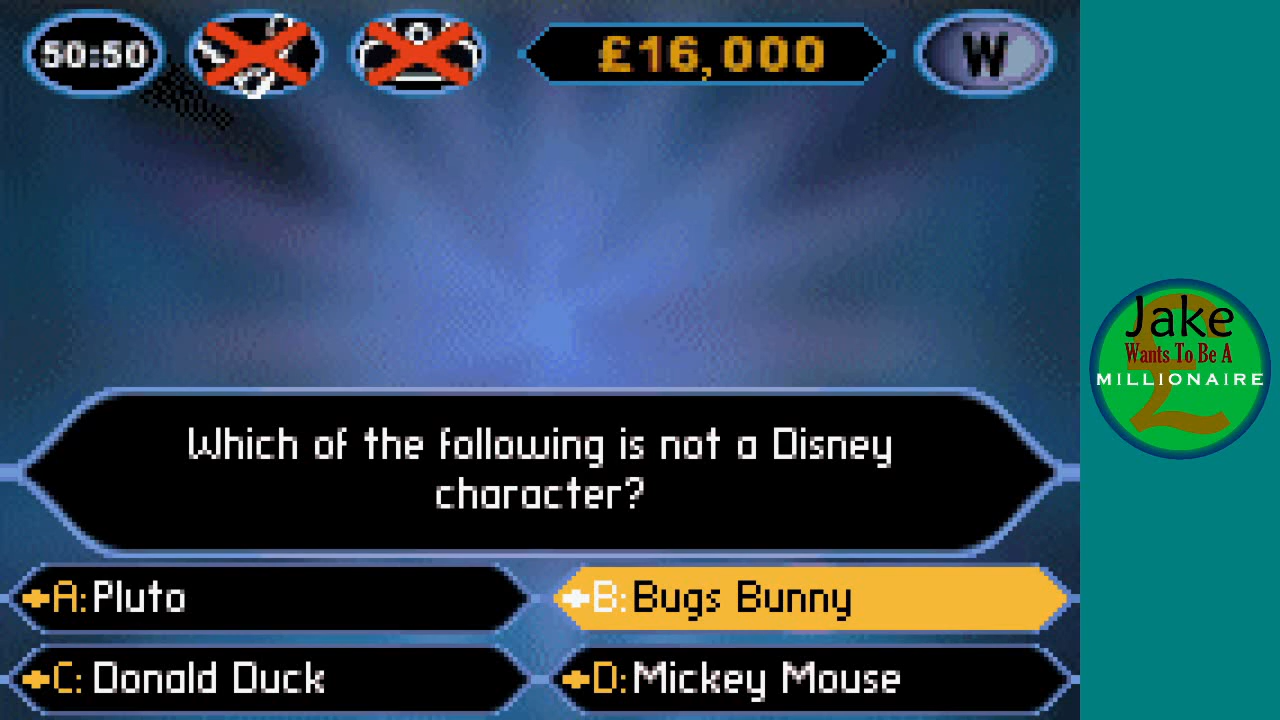 50:50
£16,000
W
Which of the following is not a Disney
character?
A: Pluto
B: Bugs Bunny
C: Donald Duck
D: Mickey Mouse
Jake
Wants To Be A
MILLIONAIRE
£